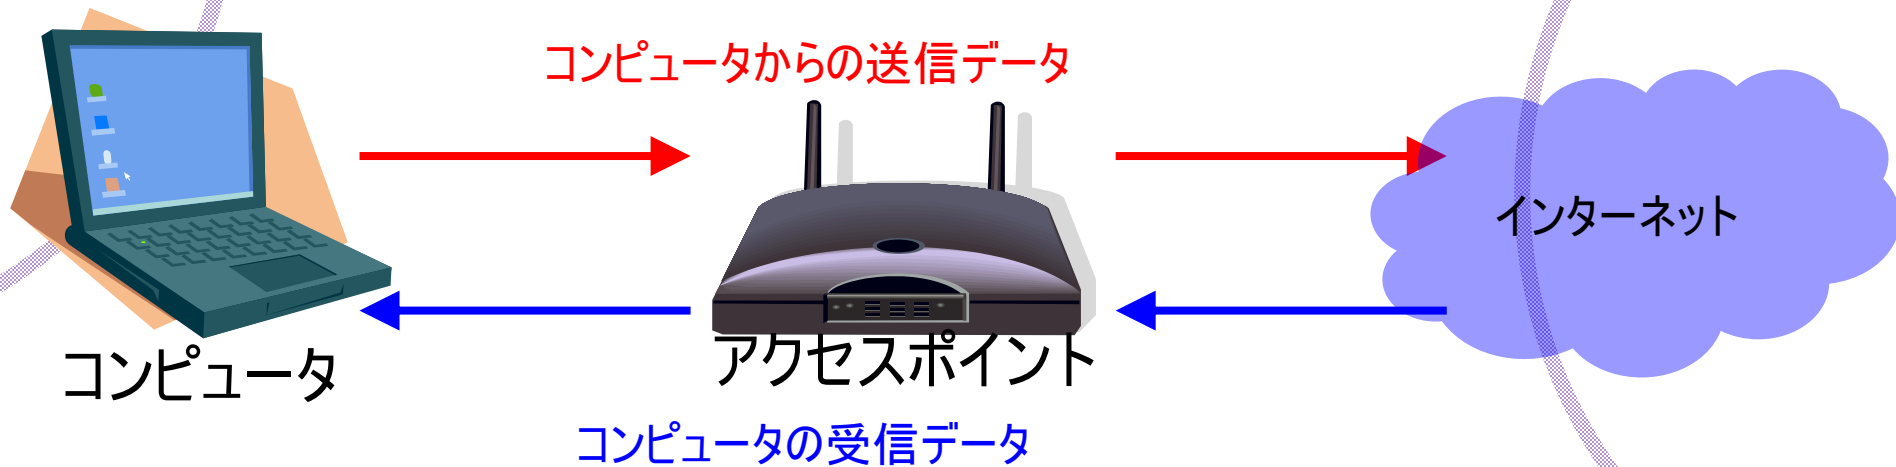 コンピュータからの送信データ
インターネット
コンピュータ
アクセスポイント
コンピュータの受信データ